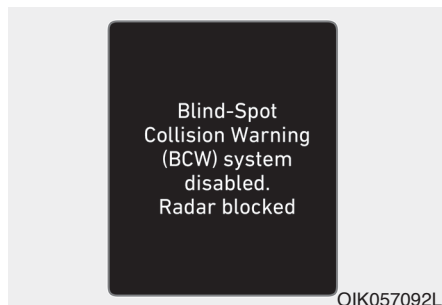 Blind-Spot
Collision Warning
(BCW) system
disabled.
Radar blocked
OIK057092L